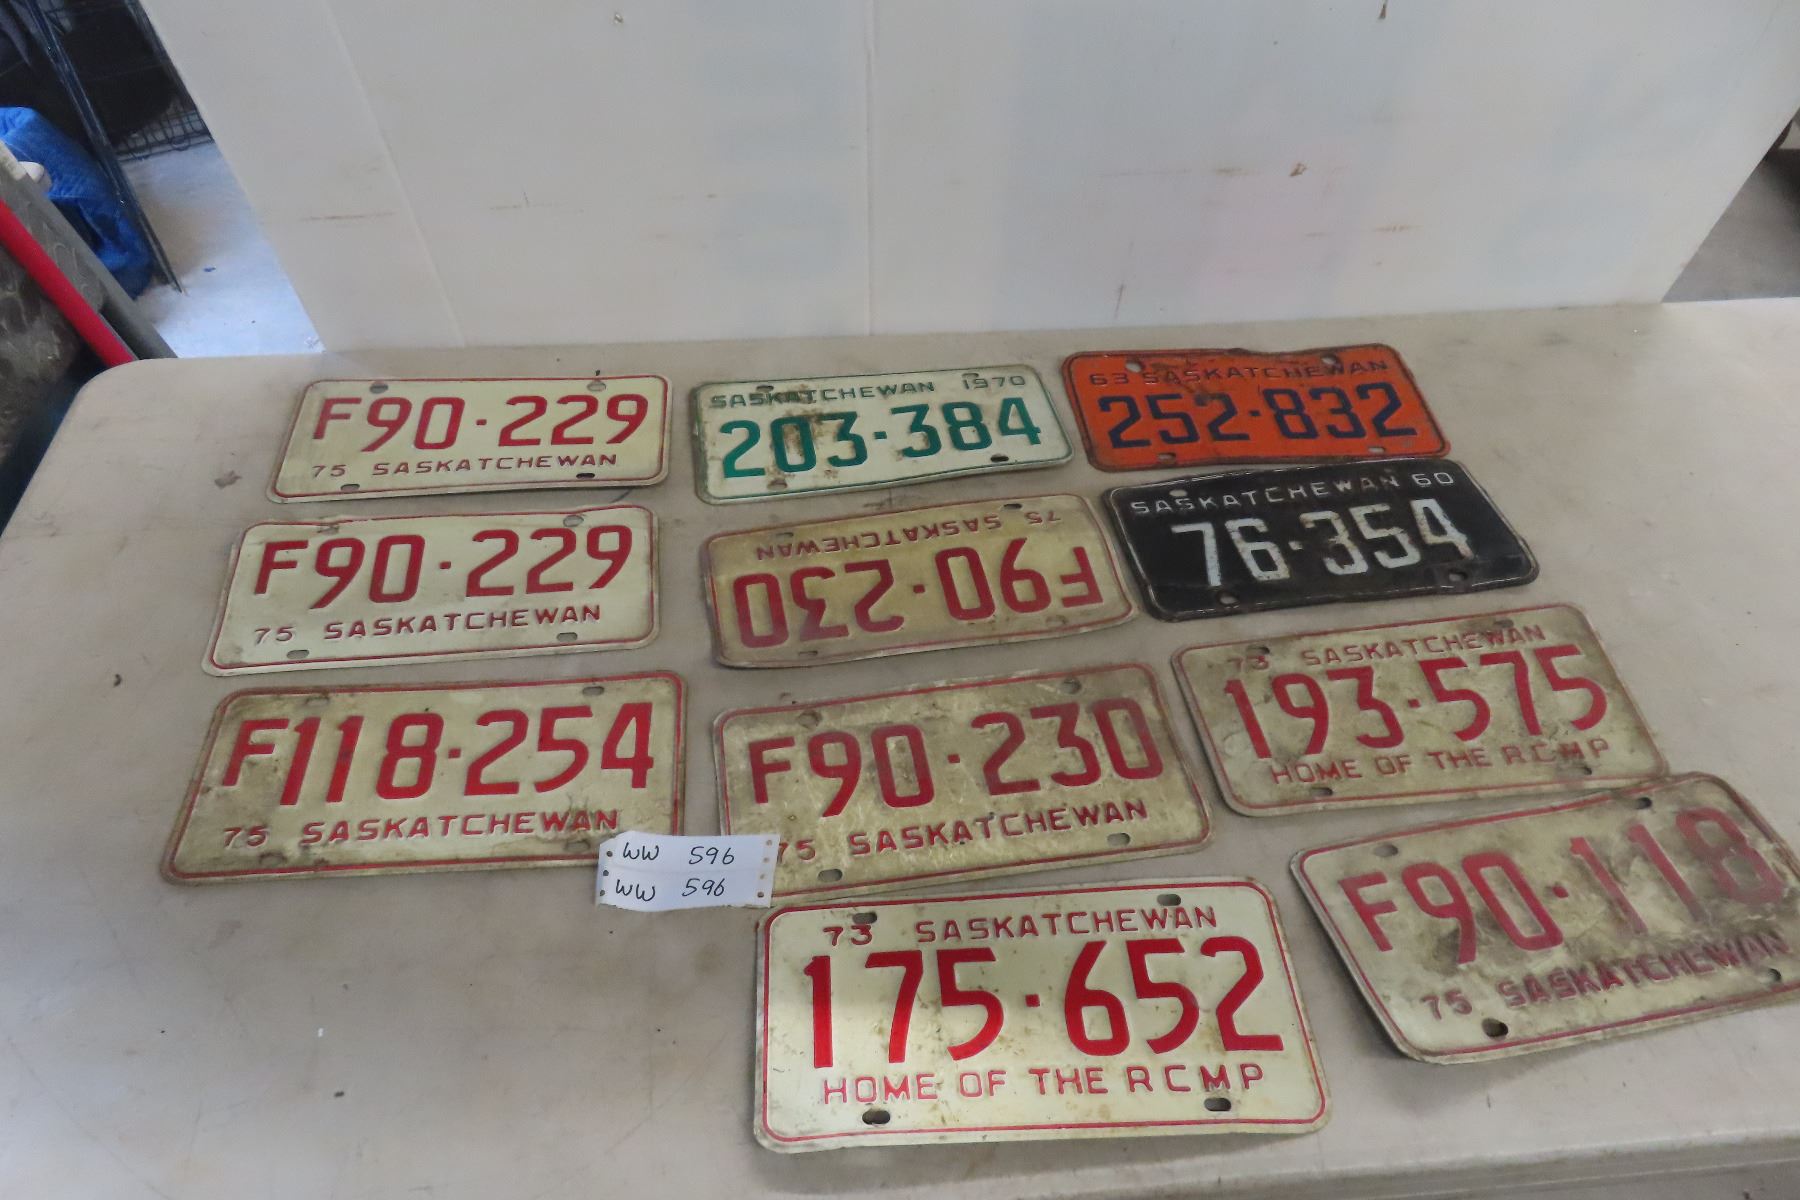 F90-229
75 SASKATCHEWAN
SASKATCHEWAN 1970
203-384
63 SASKATCHEWAN
252-832
F90-229
75 SASKATCHEWAN
75 SASKATCHEWAN
F90-230
SASKATCHEWAN 60
76-354
F118-254
75 SASKATCHEWAN
F90-230
75 SASKATCHEWAN
73 SASKATCHEWAN
193-575
HOME OF THE RCMP
WW 596
WW 596
73 SASKATCHEWAN
175-652
HOME OF THE RCMP
F90-118
75 SASKATCHEWAN